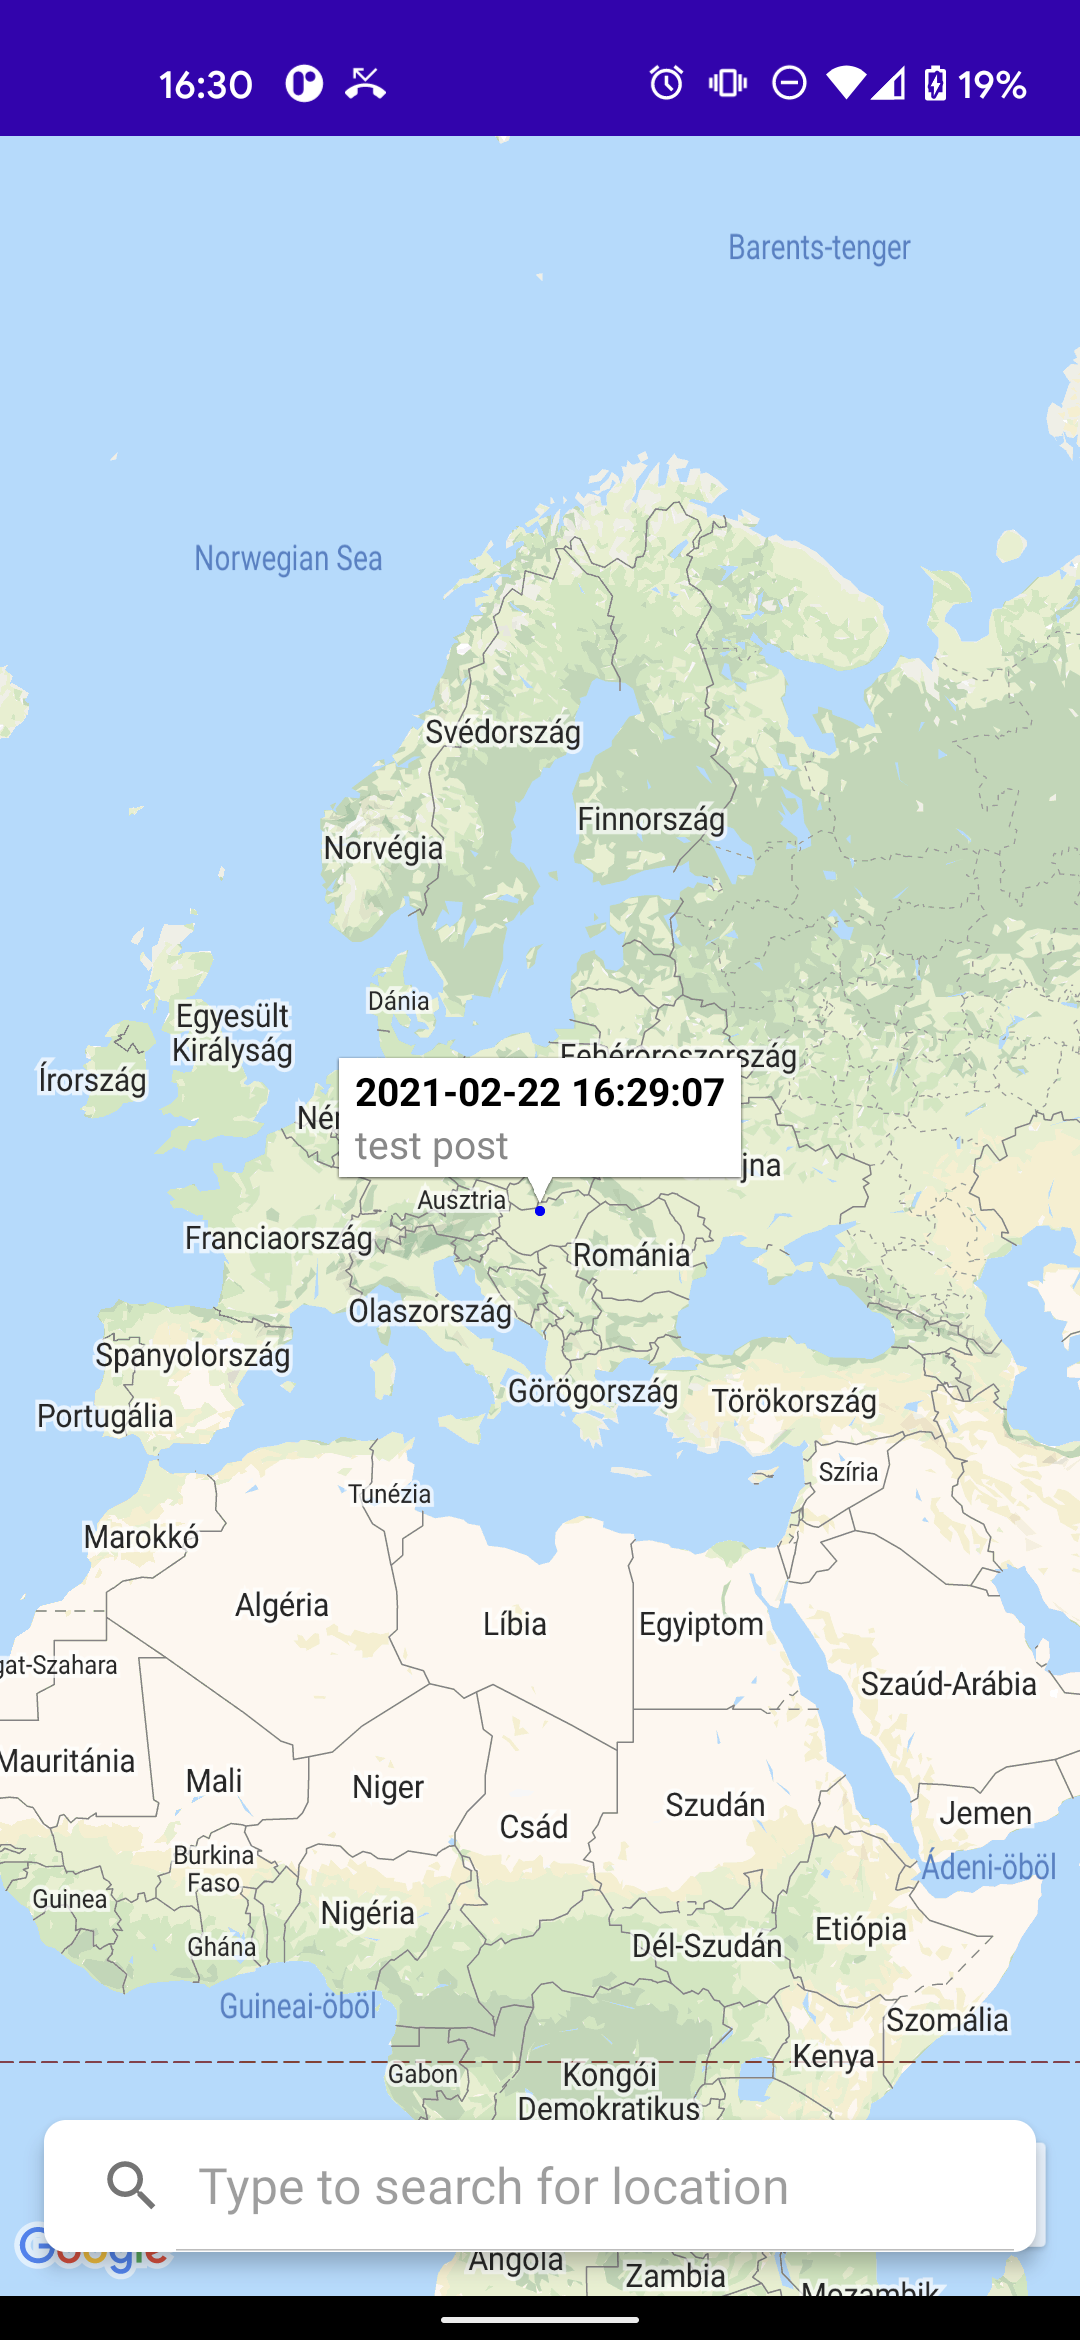 16:30
19%
Barents-tenger
Norwegian Sea
Svédország
Finnország
Norvégia
Dánia
Egyesült
Királyság
Fehéroroszország
Írország
2021-02-22 16:29:07
Né
test post
jna
Ausztria
Franciaország
Románia
Olaszország
Spanyolország
Görögország
Törökország
Portugália
Szíria
Tunézia
Marokkó
Algéria
Líbia
Egyiptom
gat-Szahara
Szaúd-Arábia
Mauritánia
Mali
Niger
Szudán
Csád
Jemen
Burkina
Faso
Ádeni-öböl
Guinea
Nigéria
Etiópia
Ghána
Dél-Szudán
Guineai-öböl
Szomália
Kenya
Gabon
Kongói
Demokratikus
Type to search for location
Google
Angola
Zambia
Mozambik